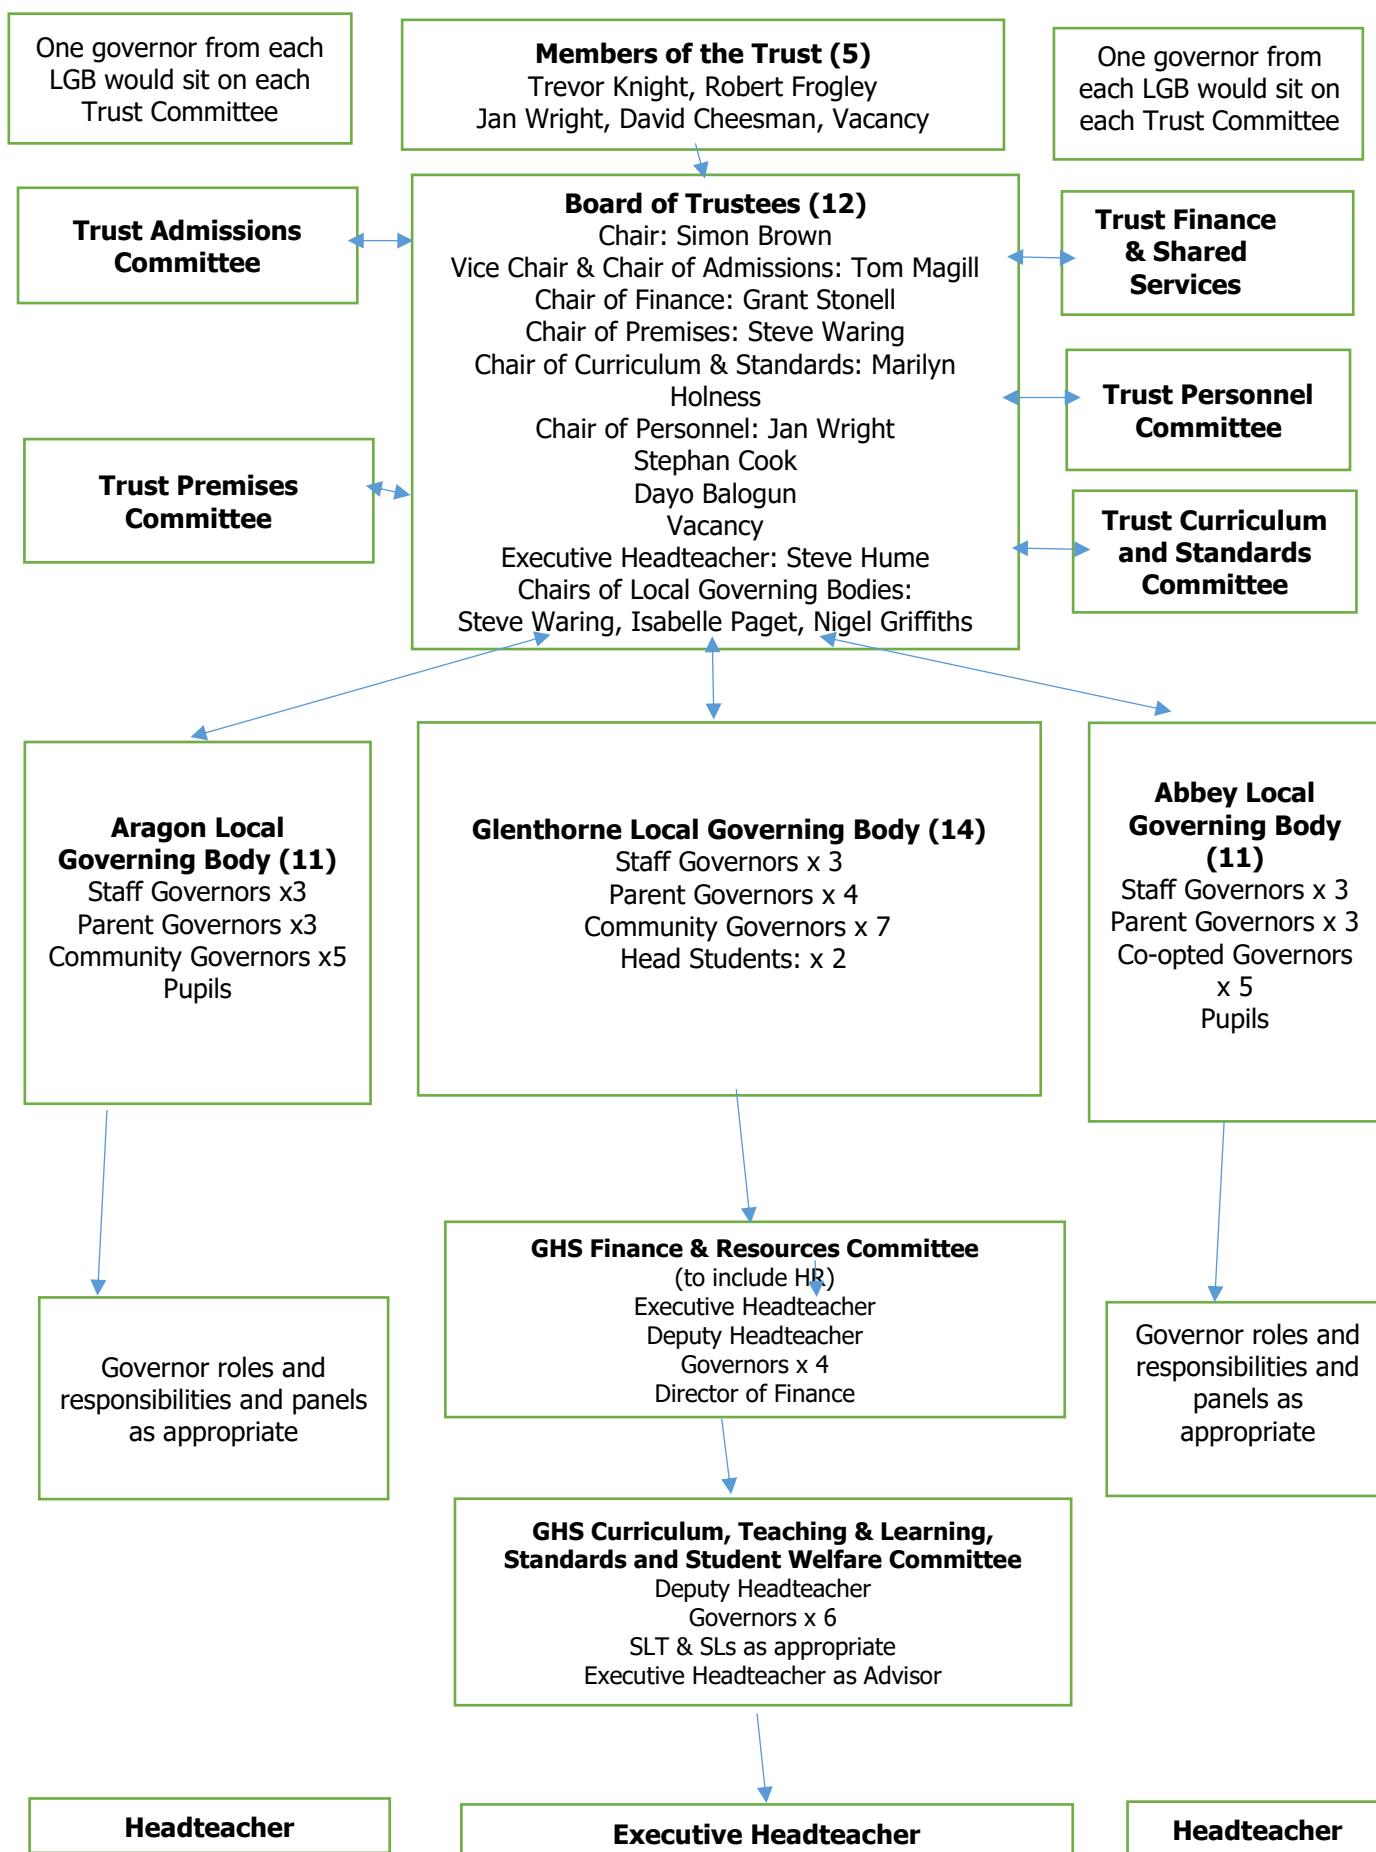 One governor from each
LGB would sit on each
Trust Committee
Members of the Trust (5)
Trevor Knight, Robert Frogley
Jan Wright, David Cheesman, Vacancy
One governor from
each LGB would sit on
each Trust Committee
Trust Admissions
Committee
Board of Trustees (12)
Chair: Simon Brown
Vice Chair & Chair of Admissions: Tom Magill
Chair of Finance: Grant Stonell
Chair of Premises: Steve Waring
Chair of Curriculum & Standards: Marilyn
Holness
Chair of Personnel: Jan Wright
Stephan Cook
Dayo Balogun
Vacancy
Executive Headteacher: Steve Hume
Chairs of Local Governing Bodies:
Steve Waring, Isabelle Paget, Nigel Griffiths
Trust Finance
& Shared
Services
Trust Personnel
Committee
Trust Premises
Committee
Trust Curriculum
and Standards
Committee
Aragon Local
Governing Body (11)
Staff Governors x3
Parent Governors x3
Community Governors x5
Pupils
Glenthorne Local Governing Body (14)
Staff Governors x 3
Parent Governors x 4
Community Governors x 7
Head Students: x 2
Abbey Local
Governing Body
(11)
Staff Governors x 3
Parent Governors x 3
Co-opted Governors
x 5
Pupils
GHS Finance & Resources Committee
(to include HR)
Executive Headteacher
Deputy Headteacher
Governors x 4
Director of Finance
Governor roles and
responsibilities and panels
as appropriate
Governor roles and
responsibilities and
panels as
appropriate
GHS Curriculum, Teaching & Learning,
Standards and Student Welfare Committee
Deputy Headteacher
Governors x 6
SLT & SLs as appropriate
Executive Headteacher as Advisor
Headteacher
Executive Headteacher
Headteacher